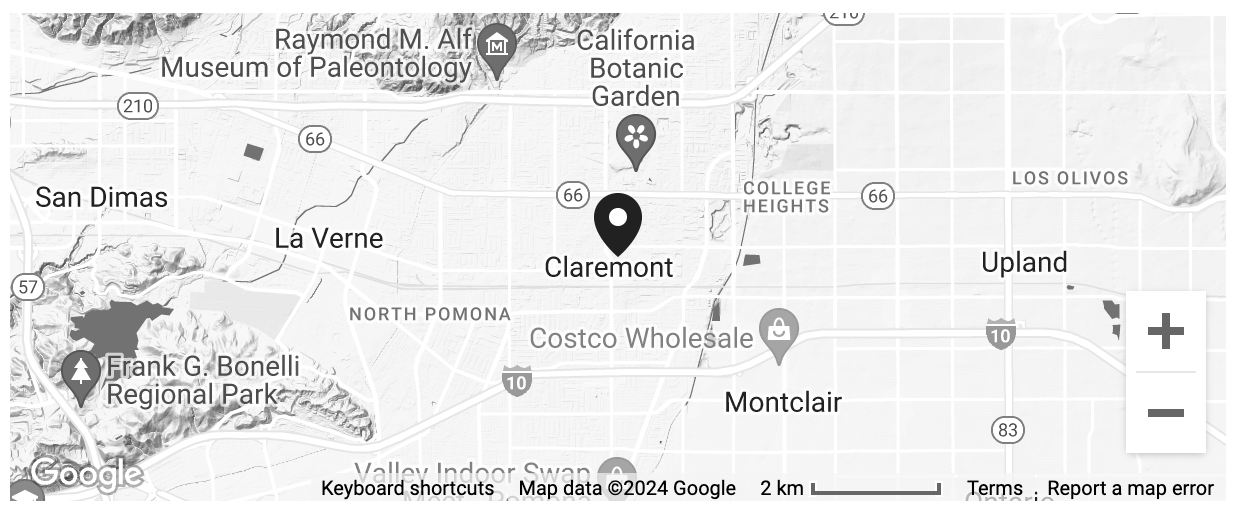 210
Raymond M. Alf
Museum of Paleontology
California
Botanic
Garden
210
66
66
COLLEGE
HEIGHTS
66
LOS OLIVOS
San Dimas
La Verne
Claremont
Upland
57
NORTH POMONA
Costco Wholesale
10
Frank G. Bonelli
Regional Park
10
Montclair
83
Valley Indoor Swap
Meet - Pomona
Google
Keyboard shortcuts
Map data ©2024 Google
2 km
Terms
Report a map error